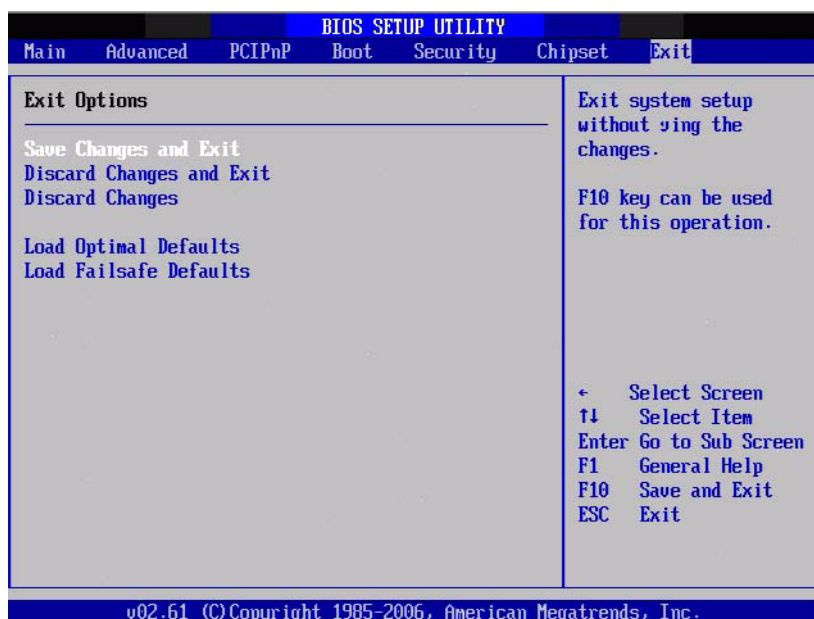 BIOS SETUP UTILITY
Main Advanced PCIPnP Boot Security Chipset Exit
Exit Options
Save Changes and Exit
Discard Changes and Exit
Discard Changes
Load Optimal Defaults
Load Failsafe Defaults
Exit system setup
without ving the
changes.
F10 key can be used
for this operation.
← Select Screen
↑↓ Select Item
Enter Go to Sub Screen
F1 General Help
F10 Save and Exit
ESC Exit
v02.61 (C)Copyright 1985-2006, American Megatrends, Inc.